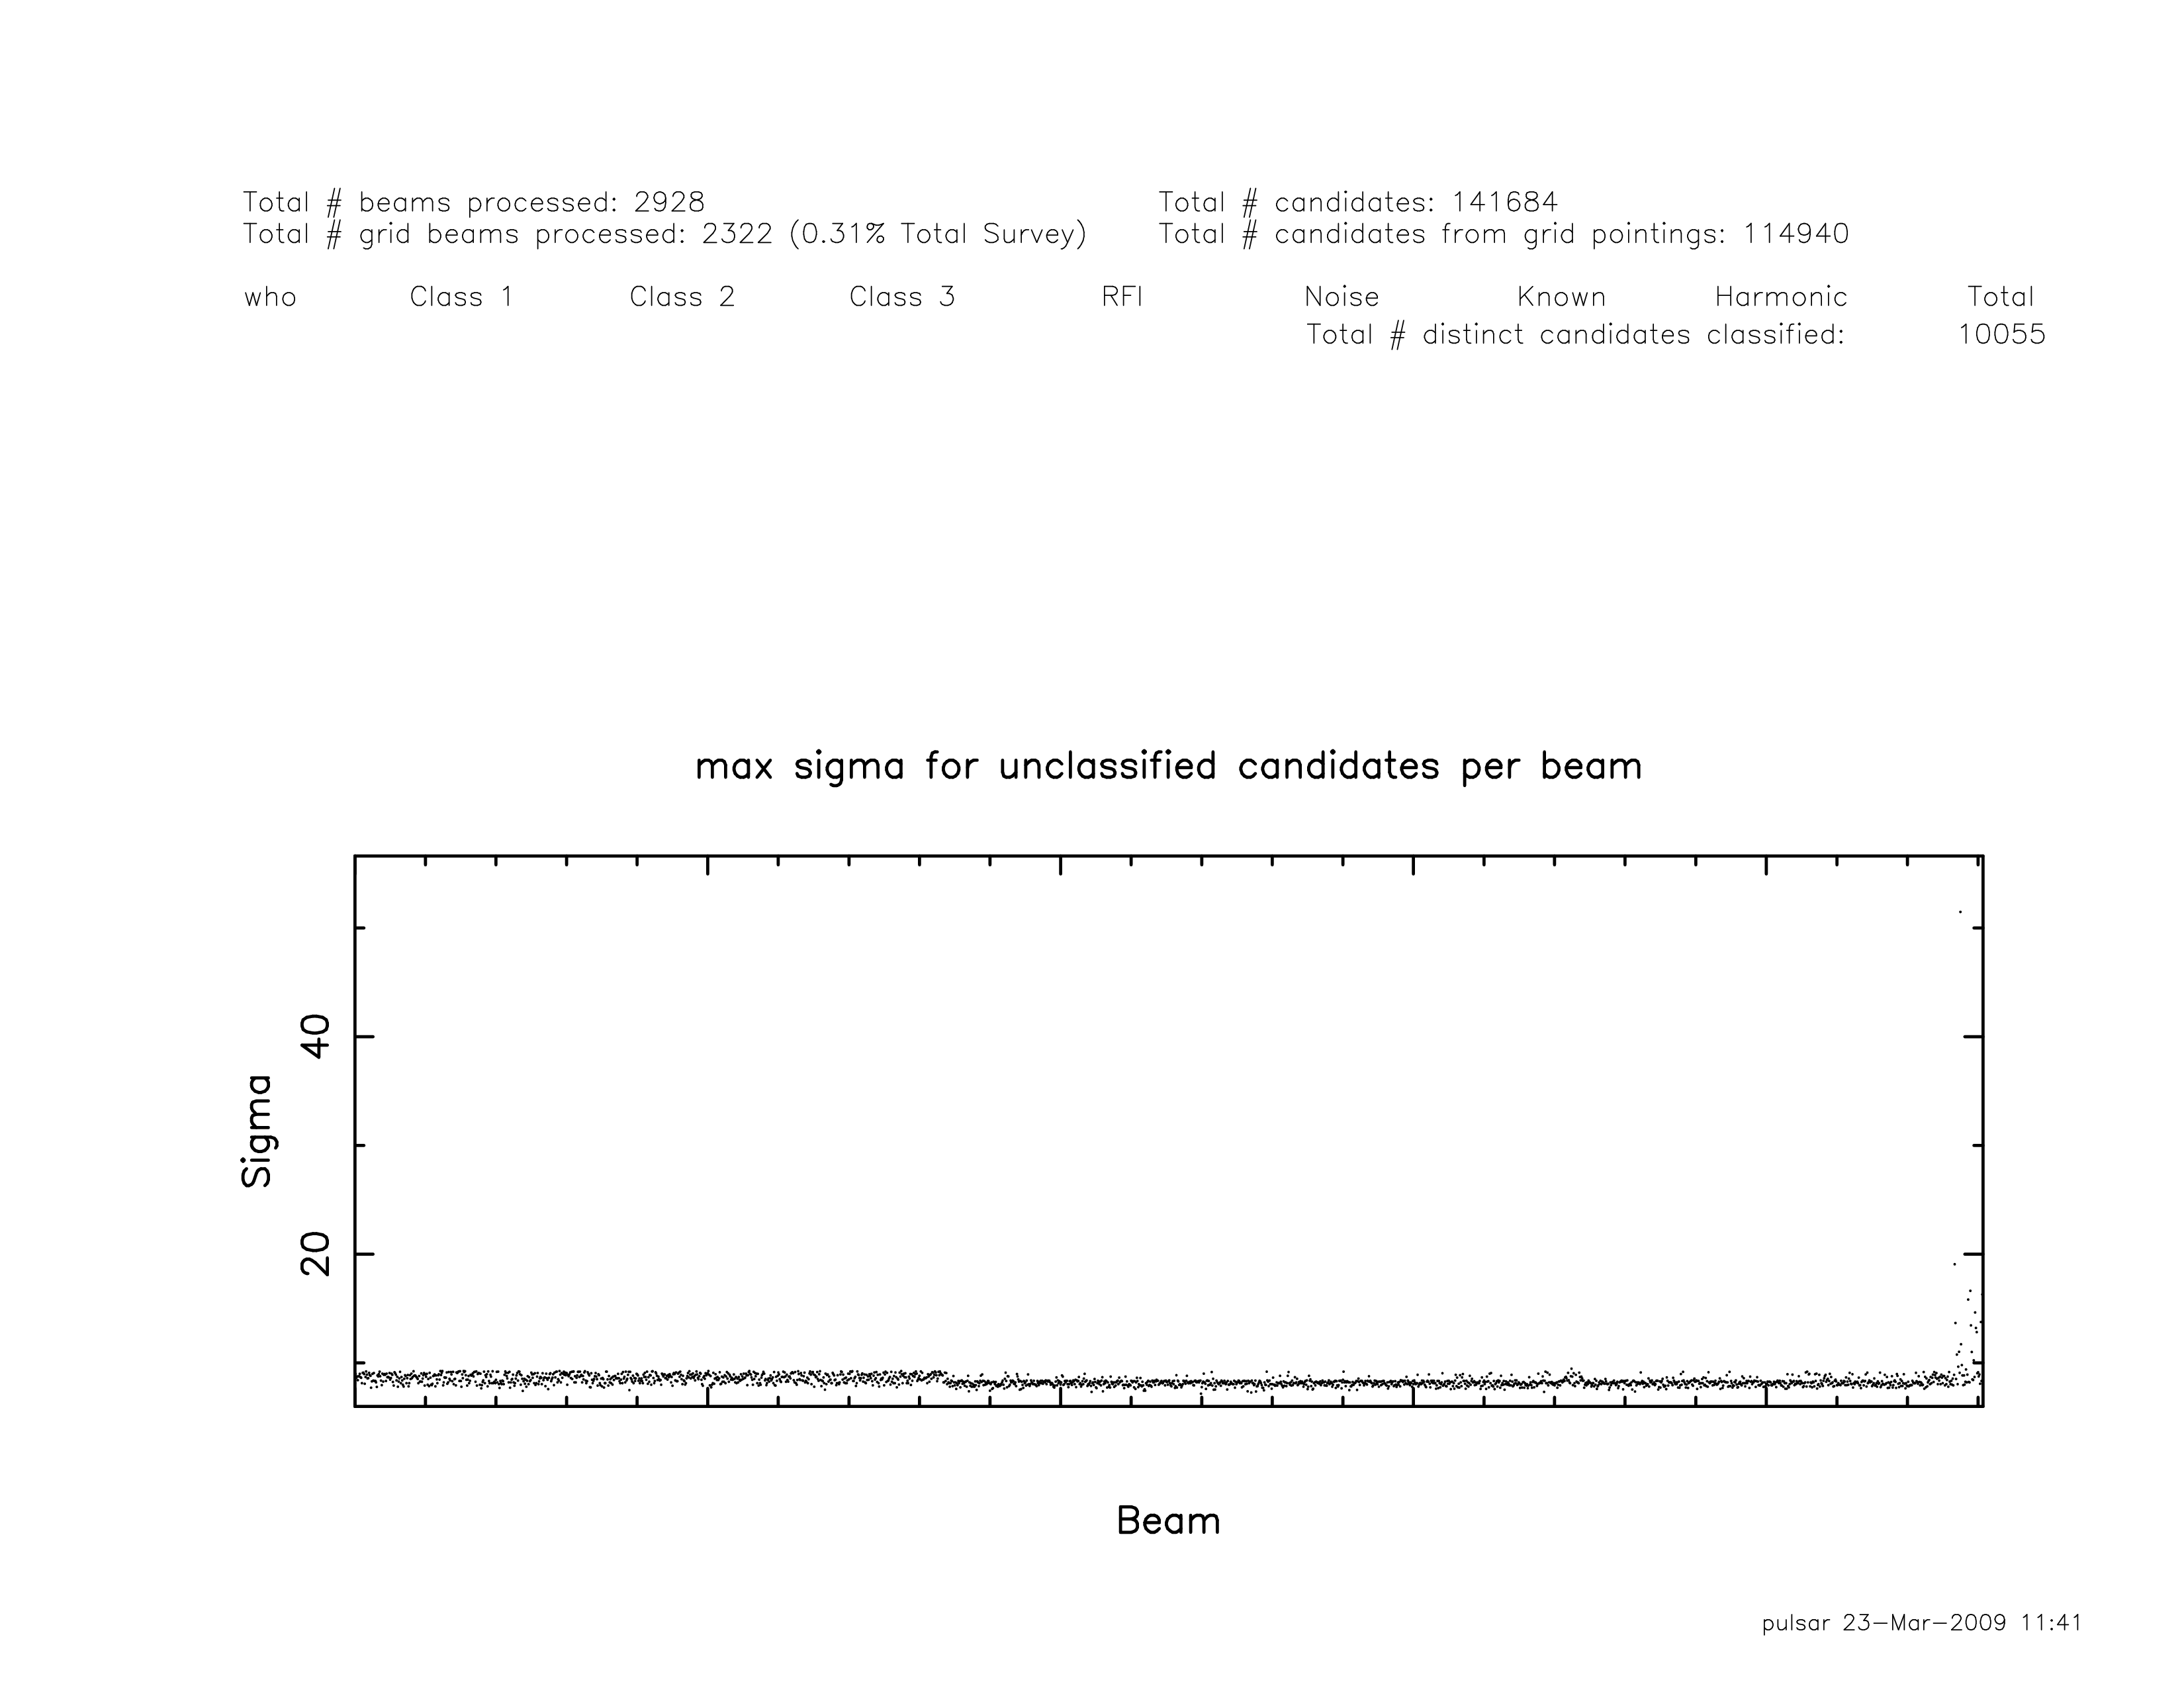 Total # beams processed: 2928 Total # candidates: 141684
Total # grid beams processed: 2322 (0.31% Total Survey) Total # candidates from grid pointings: 114940
who Class 1 Class 2 Class 3 RFI Noise Known Harmonic Total
Total # distinct candidates classified: 10055
max sigma for unclassified candidates per beam
40
20
Sigma
Beam
pulsar 23-Mar-2009 11:41